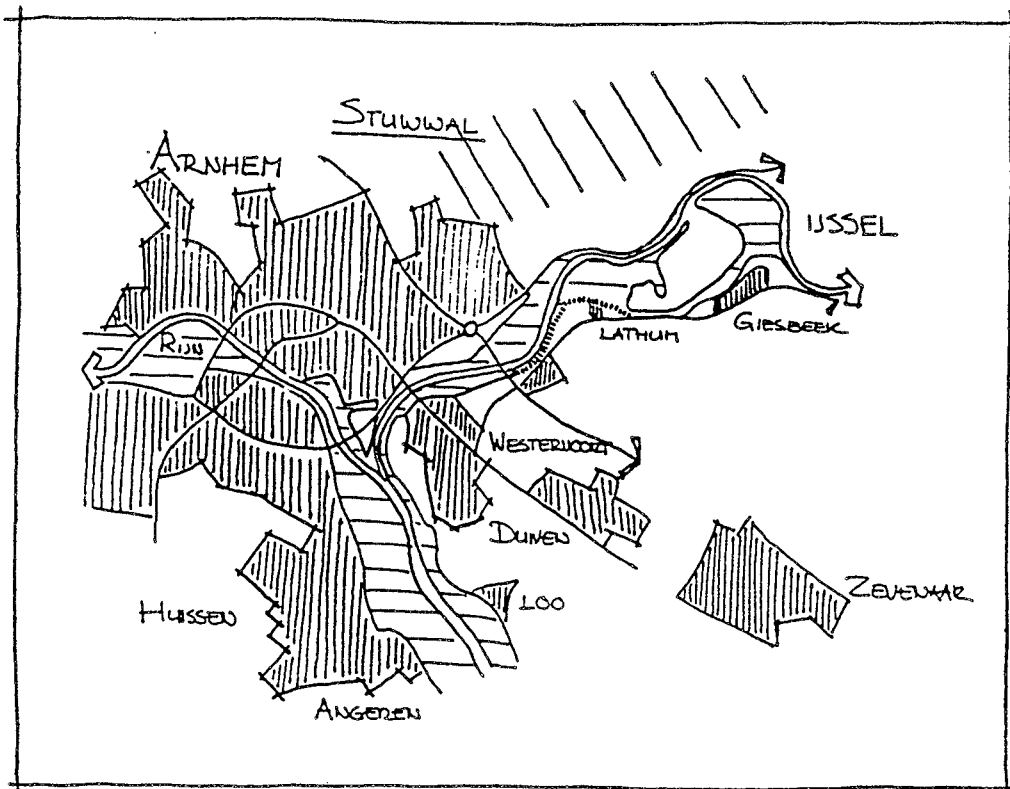 STUWWAL
ARNHEM
IJSSEL
RIJN
LATHUM
GIESBEEK
WESTERVOORT
DUIVEN
ZEVENAAR
LOO
HUISSEN
ANGEREN